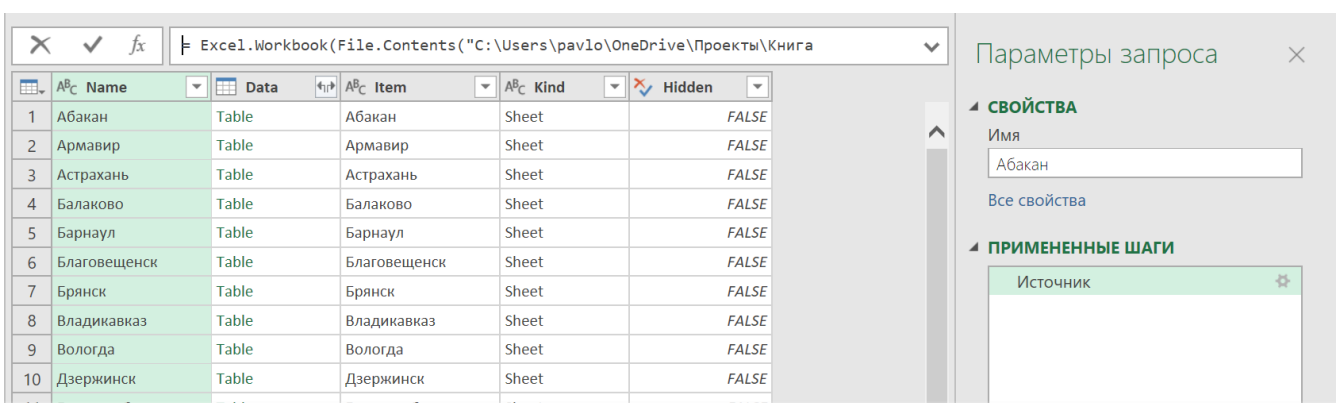 fx = Excel.Workbook(File.Contents("C:\Users\pavlo\OneDrive\Проекты\Книга
ABC Name Data ABC Item ABC Kind Hidden
1 Абакан Table Абакан Sheet FALSE
2 Армавир Table Армавир Sheet FALSE
3 Астрахань Table Астрахань Sheet FALSE
4 Балаково Table Балаково Sheet FALSE
5 Барнаул Table Барнаул Sheet FALSE
6 Благовещенск Table Благовещенск Sheet FALSE
7 Брянск Table Брянск Sheet FALSE
8 Владикавказ Table Владикавказ Sheet FALSE
9 Вологда Table Вологда Sheet FALSE
10 Дзержинск Table Дзержинск Sheet FALSE
Параметры запроса
СВОЙСТВА
Имя
Абакан
Все свойства
ПРИМЕНЕННЫЕ ШАГИ
Источник